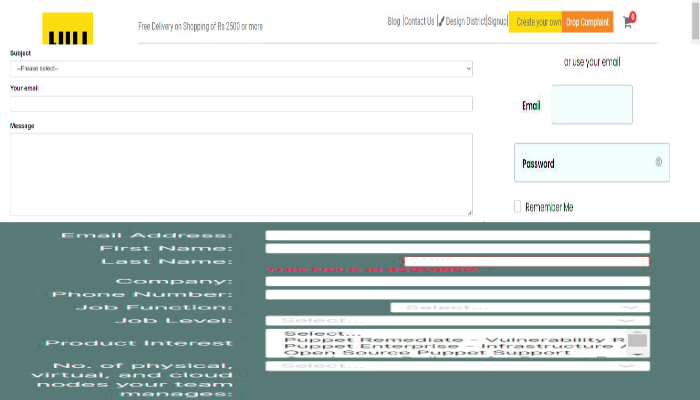 Free Delivery on Shopping of Rs 2500 or more
Blog |Contact Us | Design District|Signup| Create your own Drop Complaint
8
Subject
--Please select--
Your email
Message
or use your email
Email
Password
Remember Me
Email Address:
First Name:
Last Name:
Company:
Phone Number:
Job Function: Select...
Job Level: Select...
Product Interest
Select...
Puppet Remediate - Vulnerability R
Puppet Enterprise - Infrastructure
Open Source Puppet Support
No. of physical, Select...
virtual, and cloud
nodes your team
manages: